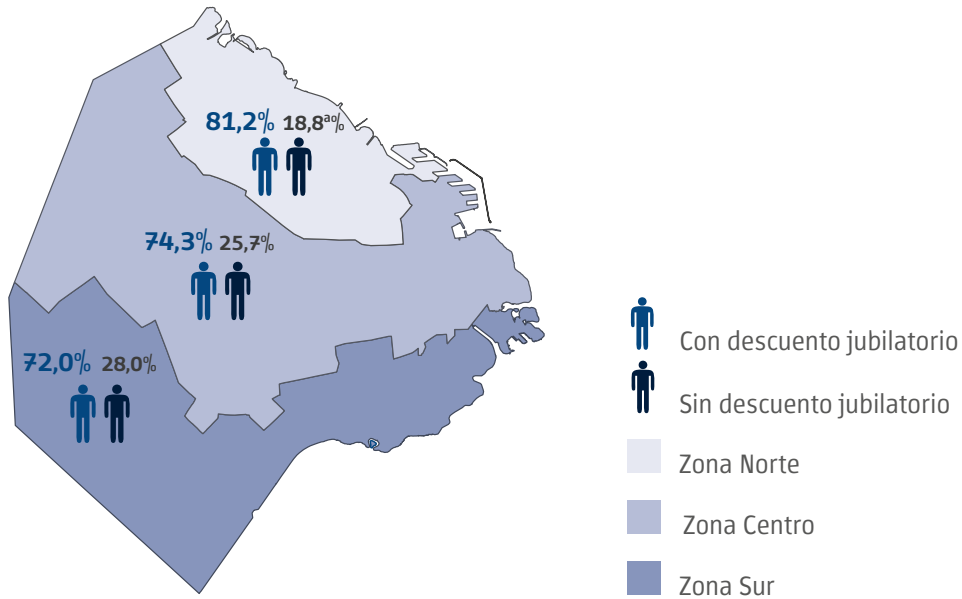 81,2% 18,8ª%
74,3% 25,7%
72,0% 28,0%
Con descuento jubilatorio
Sin descuento jubilatorio
Zona Norte
Zona Centro
Zona Sur